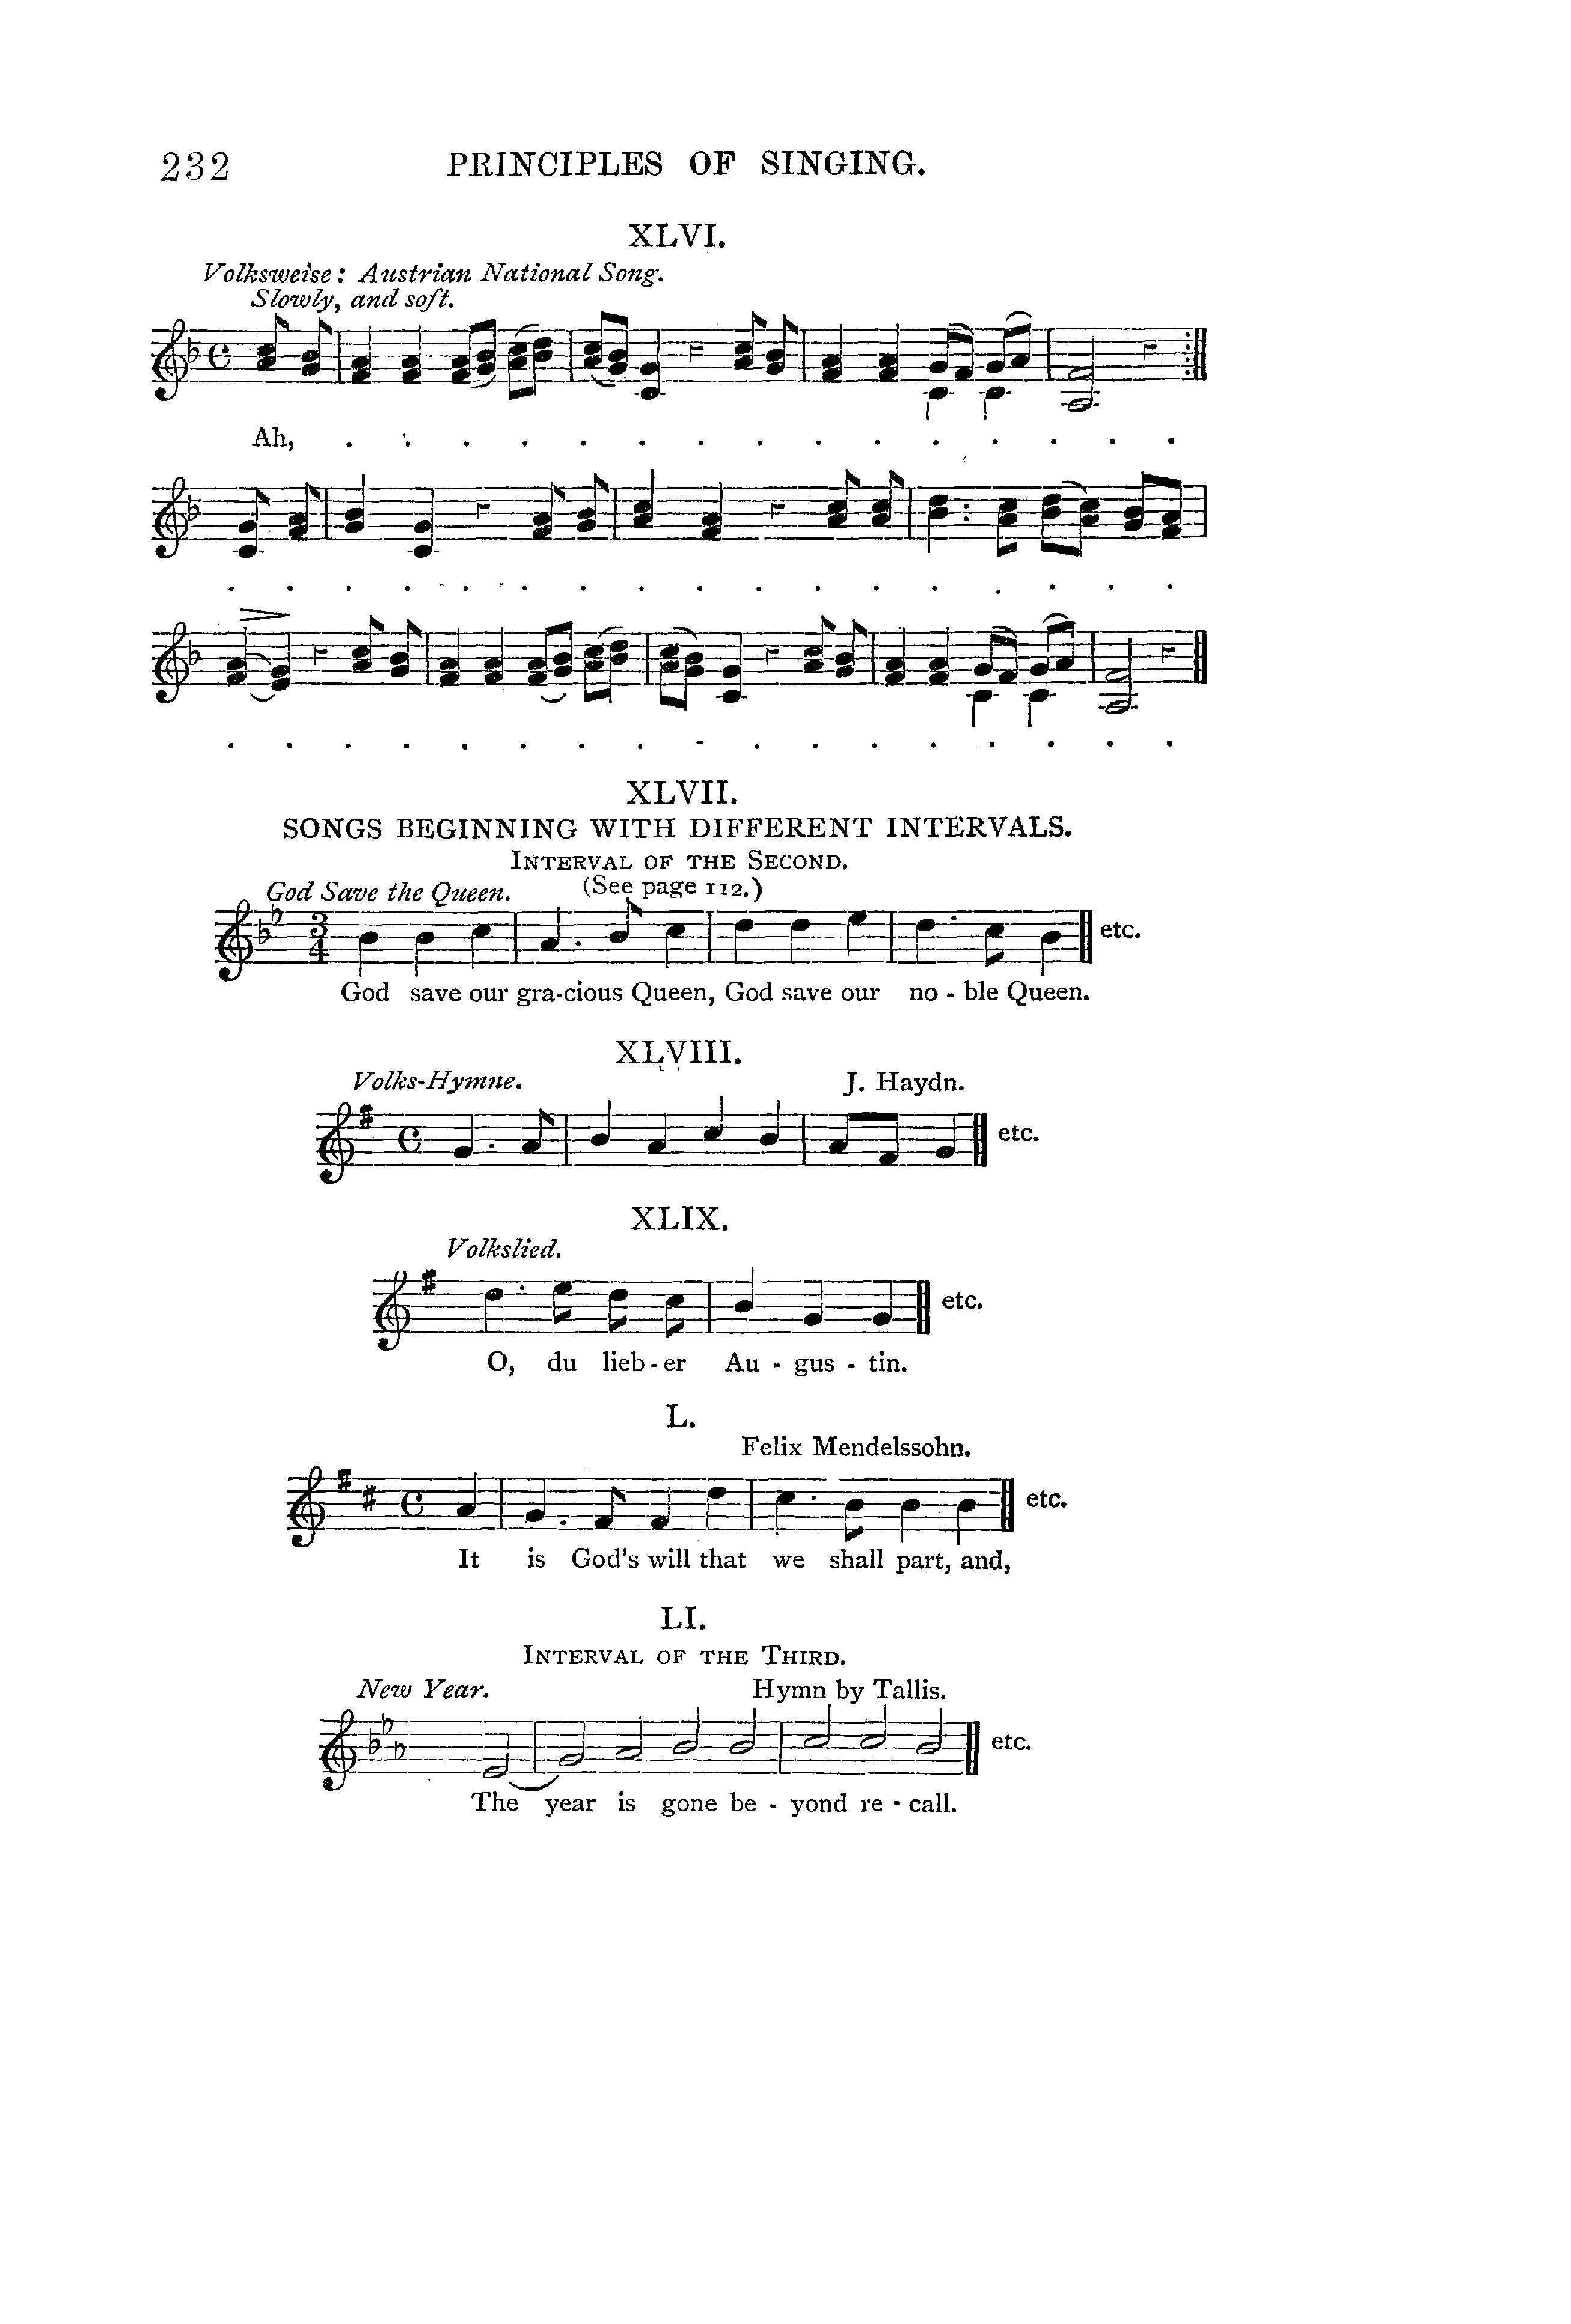 232 PRINCIPLES OF SINGING.
XLVI.
Volksweise: Austrian National Song.
Slowly, and soft.
Ah, . . . . . . . . . . . . . . .
XLVII.
SONGS BEGINNING WITH DIFFERENT INTERVALS.
INTERVAL OF THE SECOND.
God Save the Queen. (See page 112.)
etc.
God save our gra-cious Queen, God save our no - ble Queen.
XLVIII.
Volks-Hymne. J. Haydn.
etc.
XLIX.
Volkslied.
etc.
O, du lieb-er Au - gus - tin.
L.
Felix Mendelssohn.
etc.
It is God's will that we shall part, and,
LI.
INTERVAL OF THE THIRD.
New Year. Hymn by Tallis.
etc.
The year is gone be - yond re - call.